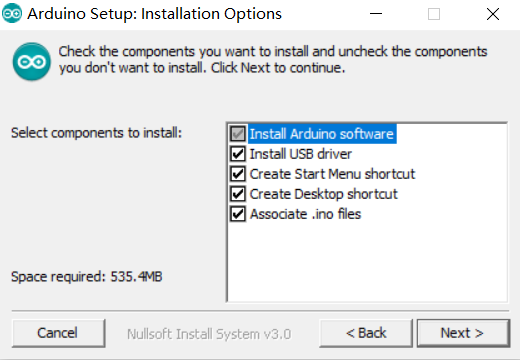 Arduino Setup: Installation Options
Check the components you want to install and uncheck the components
you don't want to install. Click Next to continue.
Select components to install:
Install Arduino software
Install USB driver
Create Start Menu shortcut
Create Desktop shortcut
Associate .ino files
Space required: 535.4MB
Cancel
Nullsoft Install System v3.0
< Back
Next >